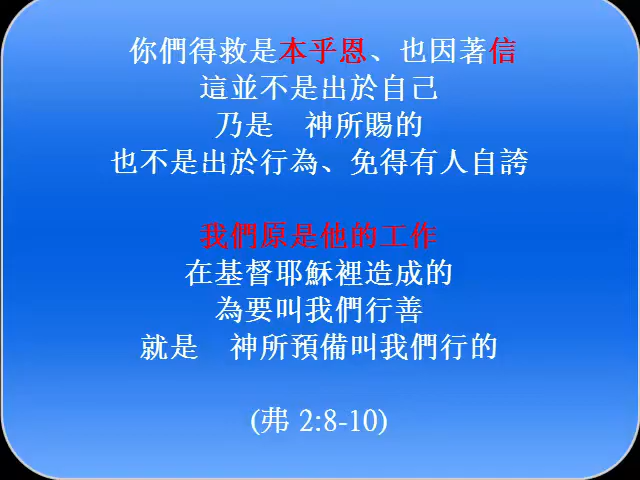 你們得救是本乎恩、也因著信
這並不是出於自己
乃是　神所賜的
也不是出於行為、免得有人自誇
我們原是他的工作
在基督耶穌裡造成的
為要叫我們行善
就是　神所預備叫我們行的
(弗 2:8-10)